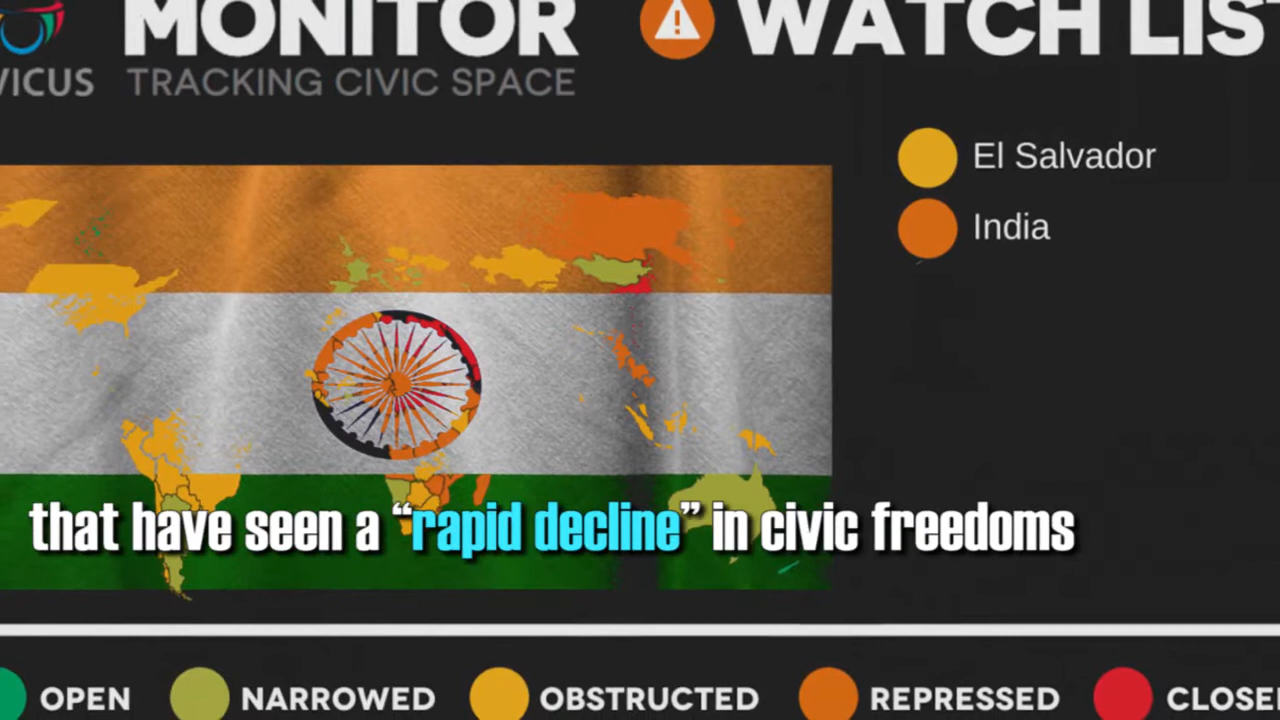 MONITOR
WATCH LIST
VICUS
TRACKING CIVIC SPACE
El Salvador
India
that have seen a “rapid decline” in civic freedoms
OPEN
NARROWED
OBSTRUCTED
REPRESSED
CLOSED